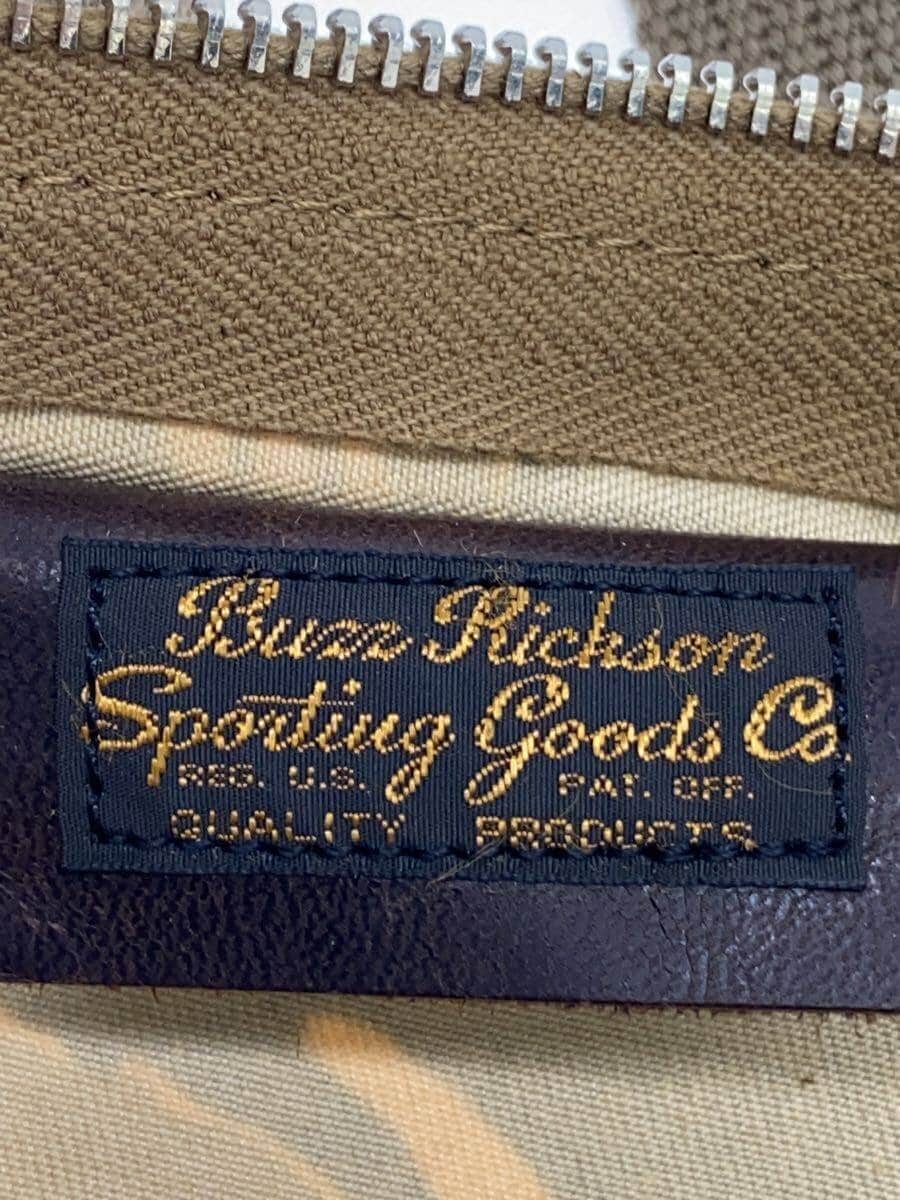 Buzz Rickson
Sporting Goods Co.
REG. U.S. PAT. OFF.
QUALITY PRODUCTS